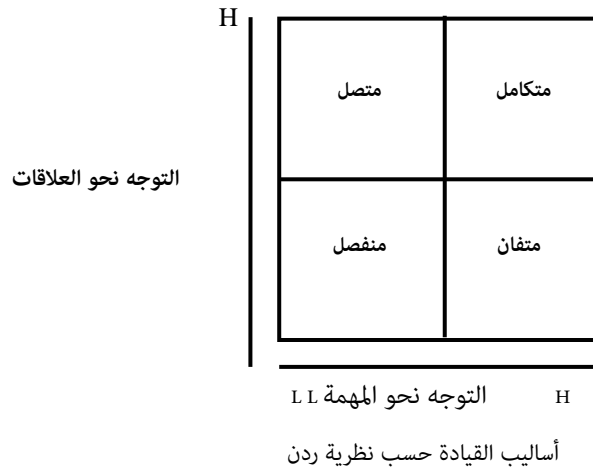 H
متصل
متكامل
التوجه نحو العلاقات
منفصل
متفان
L L التوجه نحو المهمة H
أساليب القيادة حسب نظرية ردن